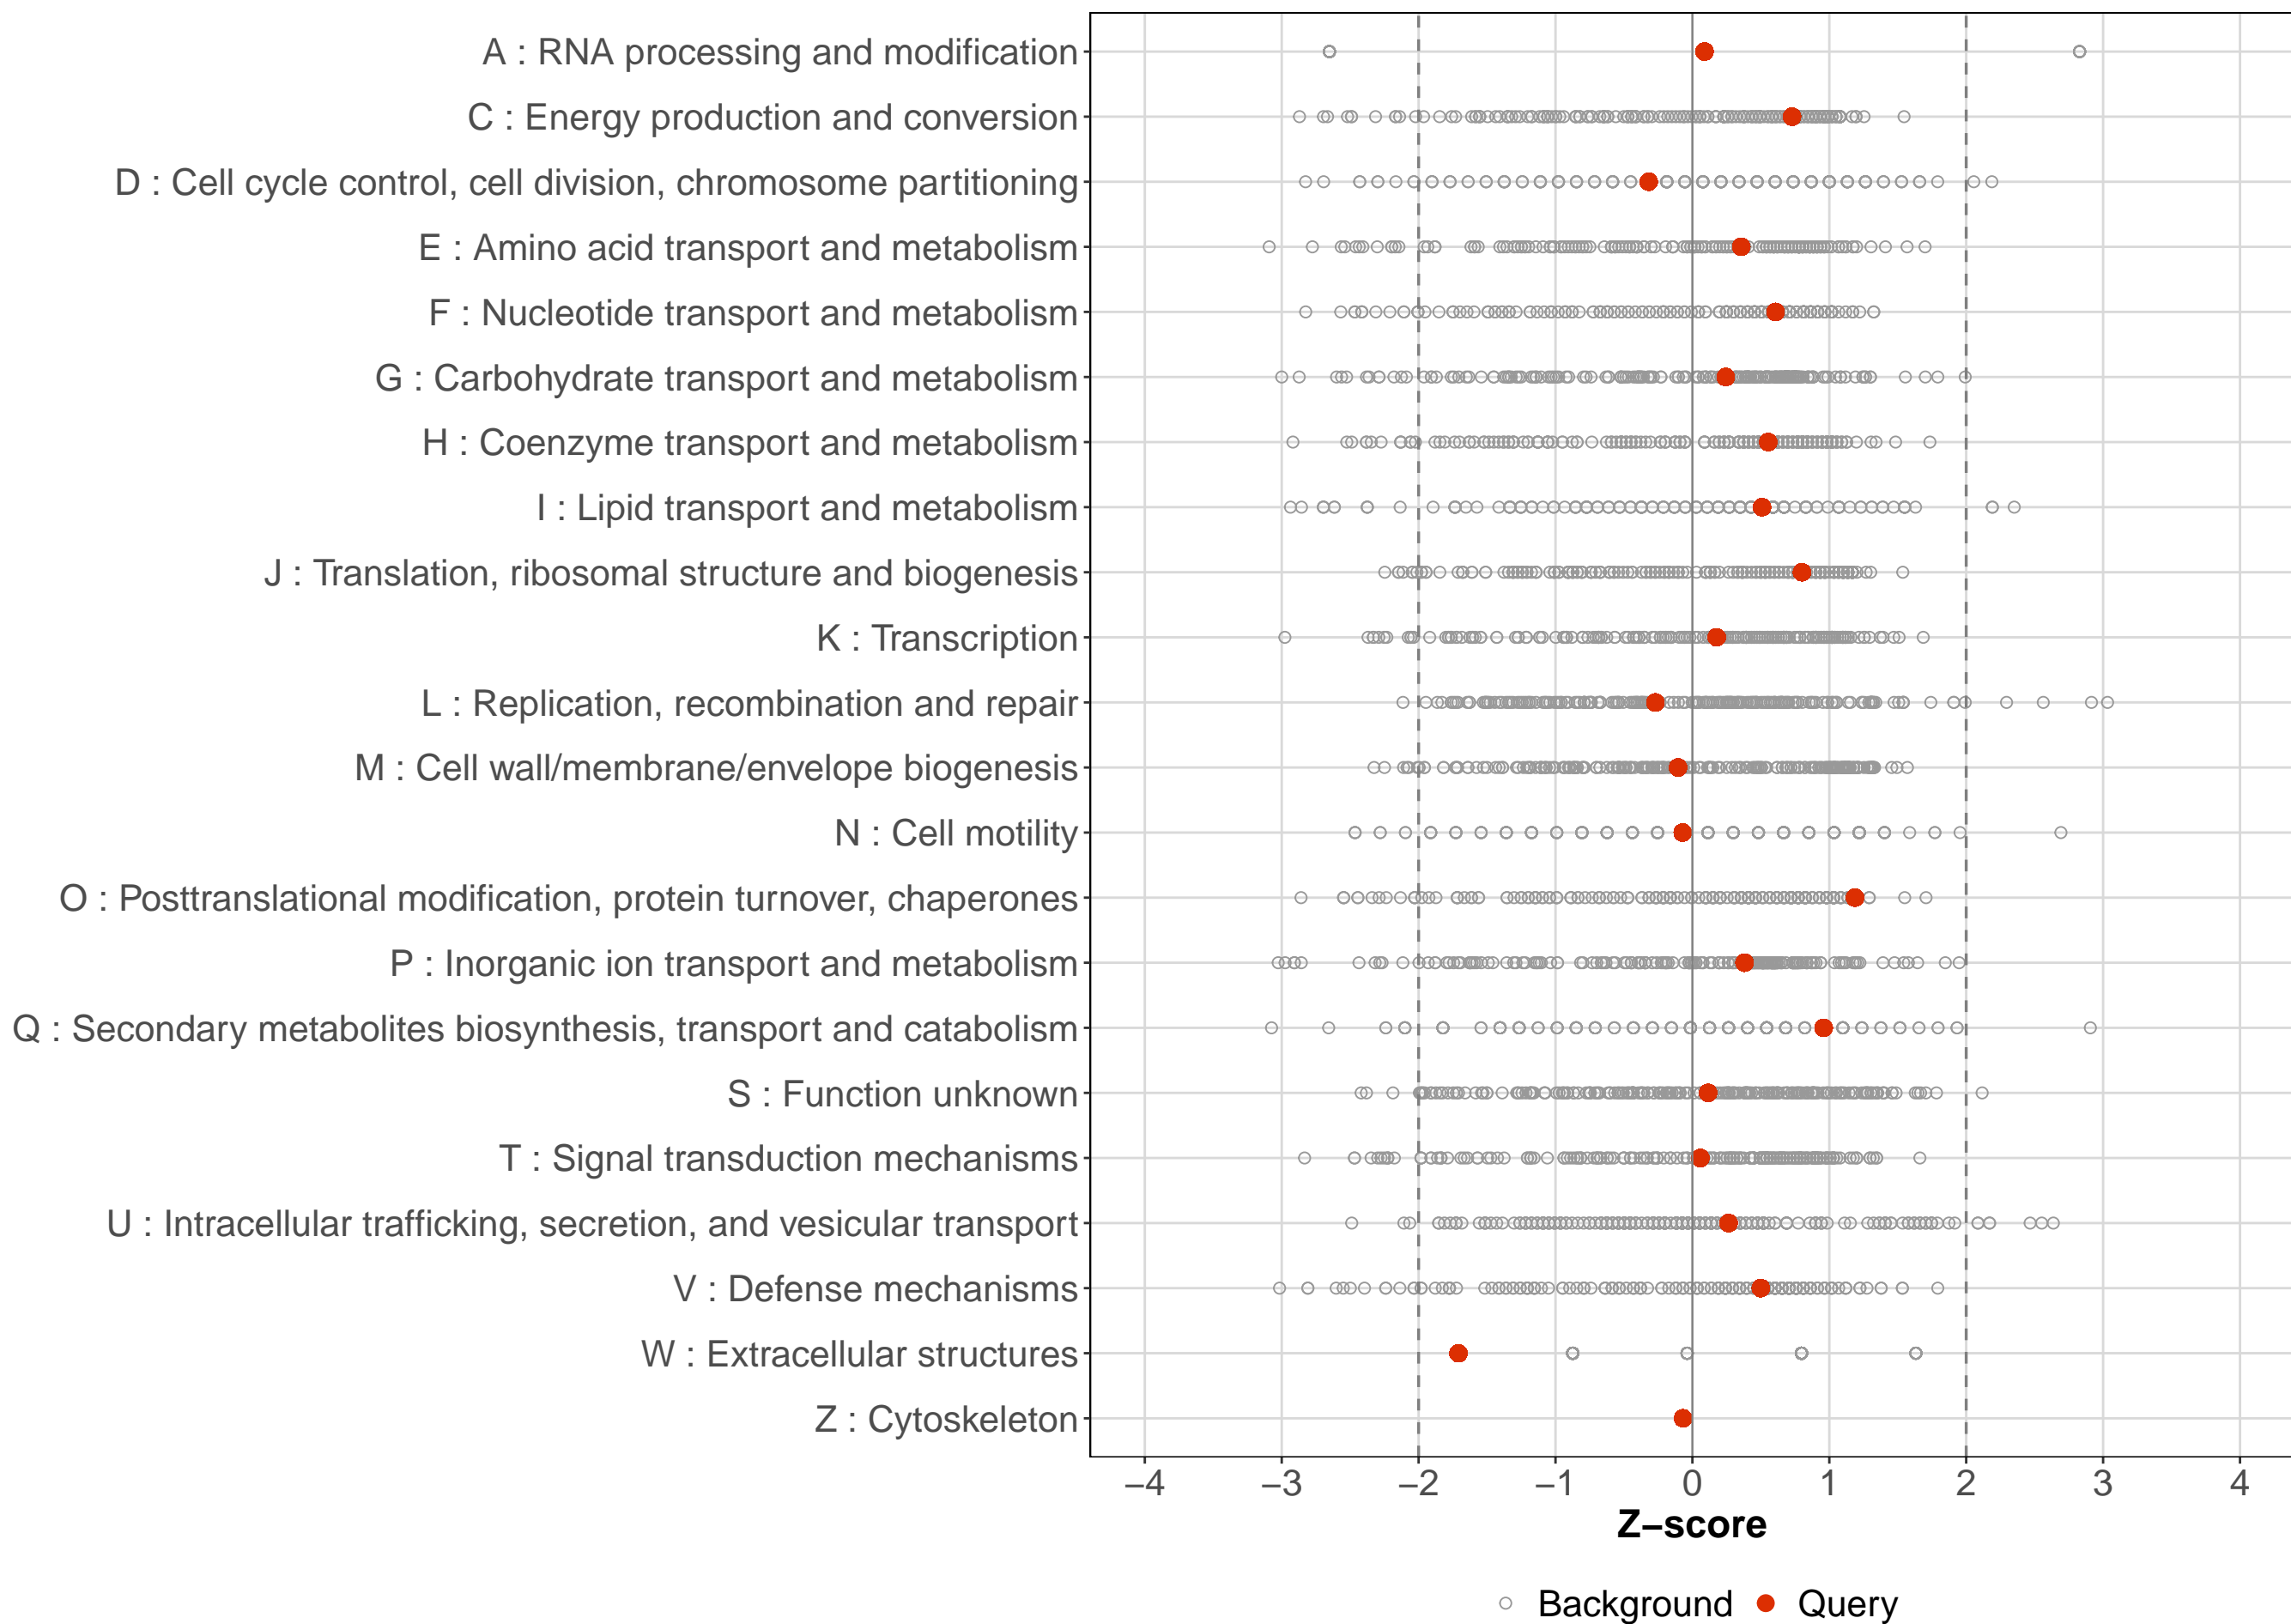 A : RNA processing and modification
C : Energy production and conversion
D : Cell cycle control, cell division, chromosome partitioning
E : Amino acid transport and metabolism
F : Nucleotide transport and metabolism
G : Carbohydrate transport and metabolism
H : Coenzyme transport and metabolism
I : Lipid transport and metabolism
J : Translation, ribosomal structure and biogenesis
K : Transcription
L : Replication, recombination and repair
M : Cell wall/membrane/envelope biogenesis
N : Cell motility
O : Posttranslational modification, protein turnover, chaperones
P : Inorganic ion transport and metabolism
Q : Secondary metabolites biosynthesis, transport and catabolism
S : Function unknown
T : Signal transduction mechanisms
U : Intracellular trafficking, secretion, and vesicular transport
V : Defense mechanisms
W : Extracellular structures
Z : Cytoskeleton
−4 −3 −2 −1 0 1 2 3 4
Z−score
Background Query